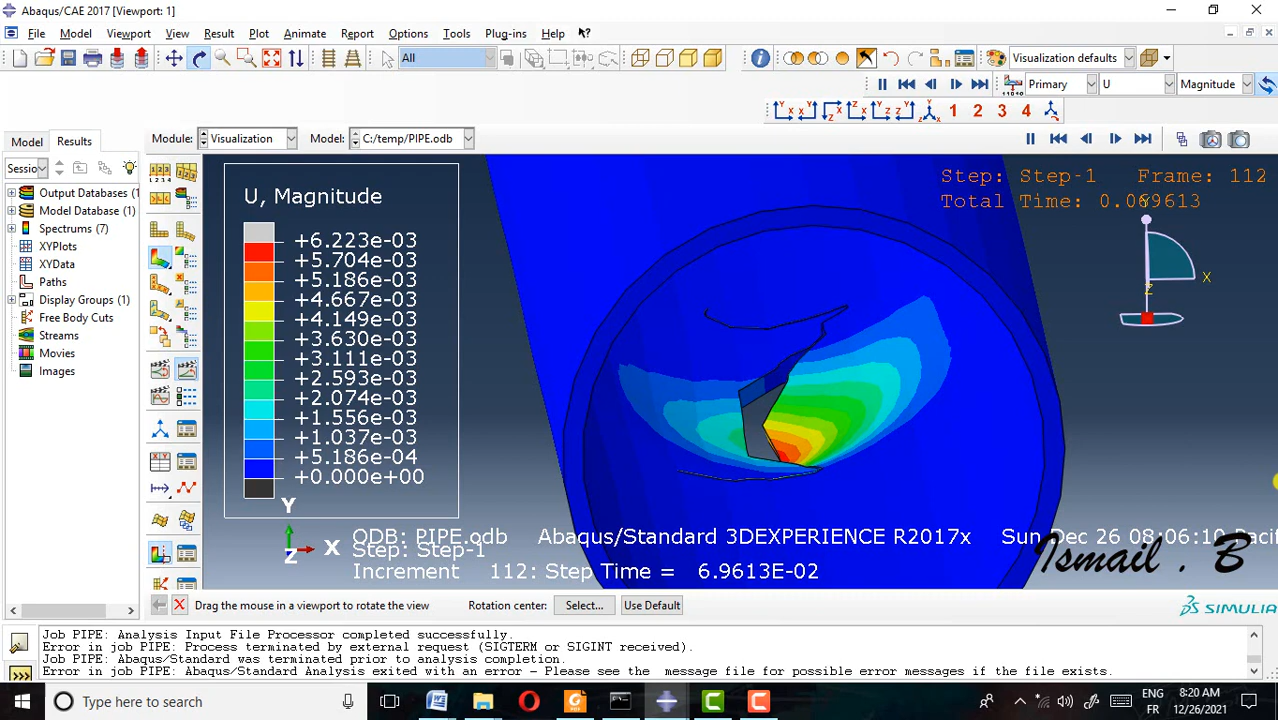 Abaqus/CAE 2017 [Viewport: 1]
File Model Viewport View Result Plot Animate Report Options Tools Plug-ins Help
All
Visualization defaults
Primary U Magnitude
1 2 3 4
Model Results
Module: Visualization Model: C:/temp/PIPE.odb
Sessio
Output Databases (1
Model Database (1)
Spectrums (7)
XYPlots
XYData
Paths
Display Groups (1)
Free Body Cuts
Streams
Movies
Images
U, Magnitude
+6.223e-03
+5.704e-03
+5.186e-03
+4.667e-03
+4.149e-03
+3.630e-03
+3.111e-03
+2.593e-03
+2.074e-03
+1.556e-03
+1.037e-03
+5.186e-04
+0.000e+00
Step: Step-1 Frame: 112
Total Time: 0.069613
Y
X
Z
Y
X
Z
ODB: PIPE.odb Abaqus/Standard 3DEXPERIENCE R2017x Sun Dec 26 08:06:10 Pacifi
Step: Step-1
Increment 112: Step Time = 6.9613E-02
Ismail . B
Drag the mouse in a viewport to rotate the view Rotation center: Select... Use Default
SIMULIA
Job PIPE: Analysis Input File Processor completed successfully.
Error in job PIPE: Process terminated by external request (SIGTERM or SIGINT received).
Job PIPE: Abaqus/Standard was terminated prior to analysis completion.
Error in job PIPE: Abaqus/Standard Analysis exited with an error - Please see the message file for possible error messages if the file exists.
Type here to search
ENG
FR
8:20 AM
12/26/2021